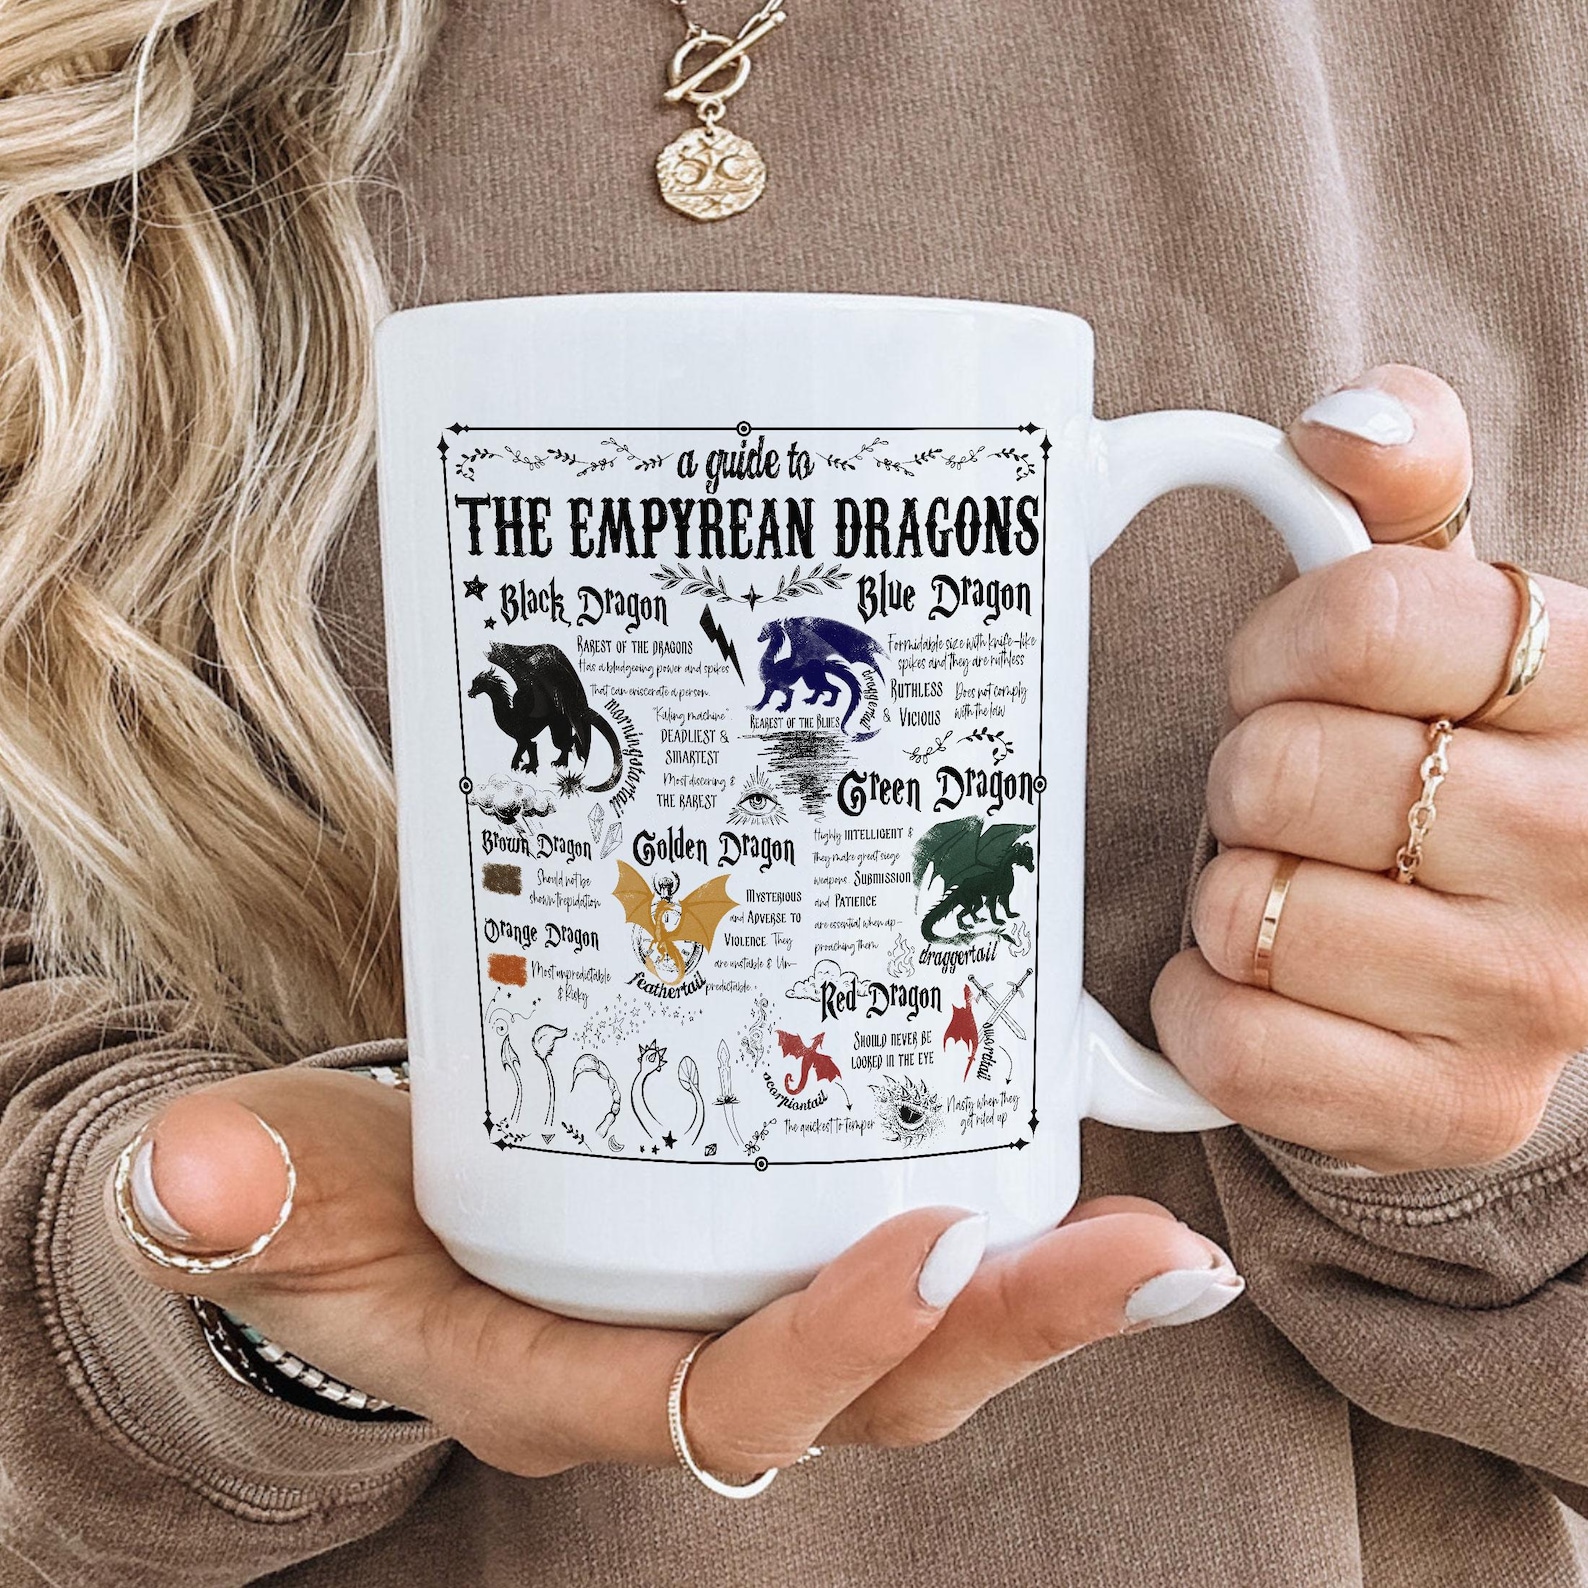 a guide to
THE EMPYREAN DRAGONS
Black Dragon
RAREST OF THE DRAGONS
Has a bludgeoning power and spikes
that can eviscerate a person.
"Killing machine".
DEADLIEST &
SMARTEST
Most discering &
THE RAREST
morningstartail
Blue Dragon
Formidable size with knife-like
spikes and they are ruthless
RUTHLESS
& VICIOUS
Does not comply
with the law
REAREST OF THE BLUES
draggertail
Green Dragon
Highly INTELLIGENT &
they make great siege
weapons. SUBMISSION
and PATIENCE
are essential when ap-
proaching them
draggertail
Brown Dragon
Should not be
shown trepidation
Orange Dragon
Most unpredictable
& Risky
Golden Dragon
MYSTERIOUS
and ADVERSE TO
VIOLENCE They
are unstable & Un-
predictable.
feathertail
Red Dragon
SHOULD NEVER BE
LOOKED IN THE EYE
scorpiontail
swordtail
the quickest to temper
Nasty when they
get riled up